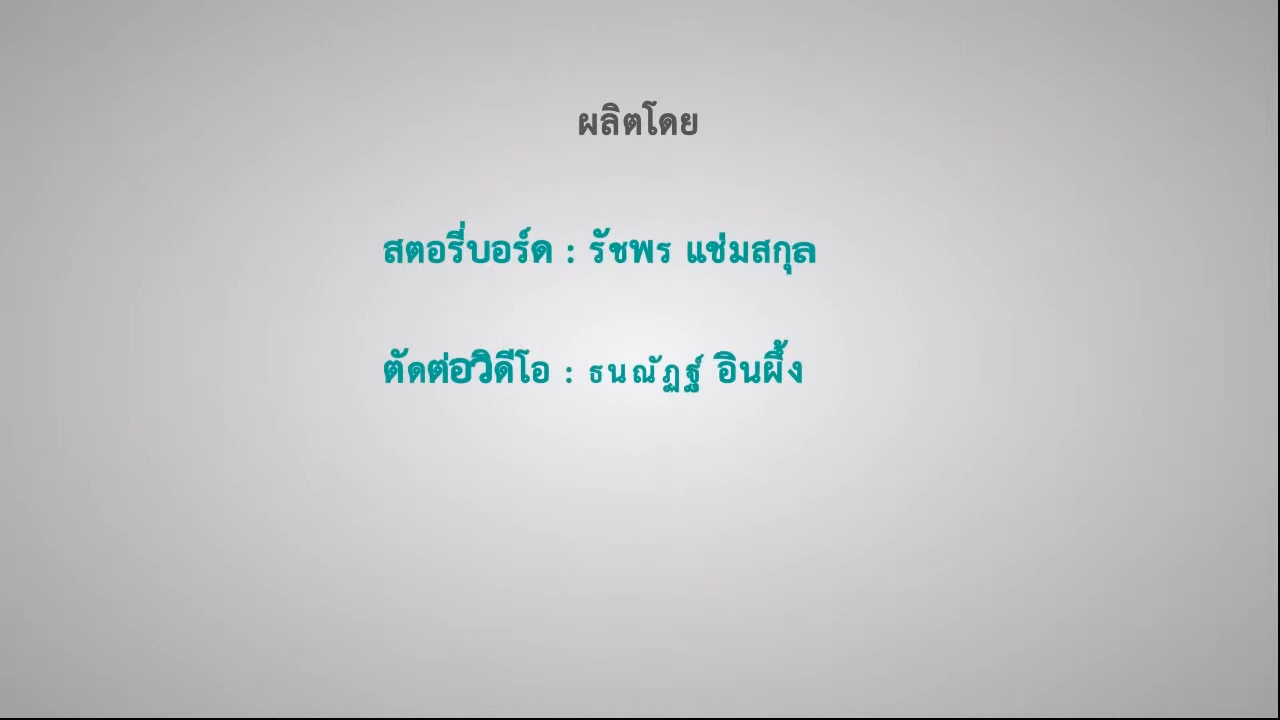 ผลิตโดย
สตอรี่บอร์ด : รัชพร แช่มสกุล
ตัดต่อวิดีโอ : ธนณัฏฐ์ อินผึ้ง